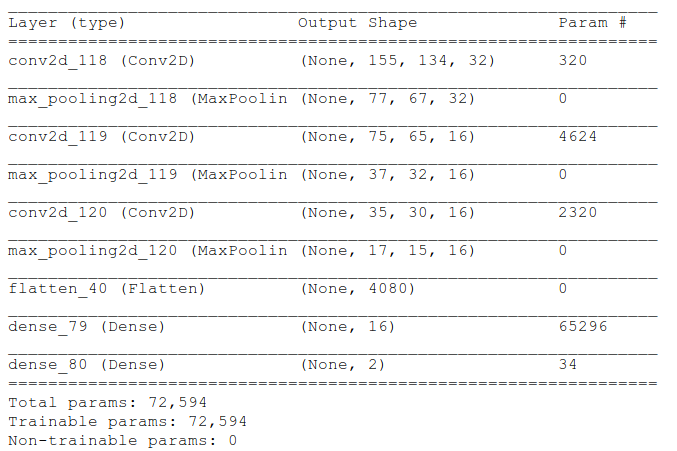 Layer (type) Output Shape Param #
conv2d_118 (Conv2D) (None, 155, 134, 32) 320
max_pooling2d_118 (MaxPoolin (None, 77, 67, 32) 0
conv2d_119 (Conv2D) (None, 75, 65, 16) 4624
max_pooling2d_119 (MaxPoolin (None, 37, 32, 16) 0
conv2d_120 (Conv2D) (None, 35, 30, 16) 2320
max_pooling2d_120 (MaxPoolin (None, 17, 15, 16) 0
flatten_40 (Flatten) (None, 4080) 0
dense_79 (Dense) (None, 16) 65296
dense_80 (Dense) (None, 2) 34
Total params: 72,594
Trainable params: 72,594
Non-trainable params: 0